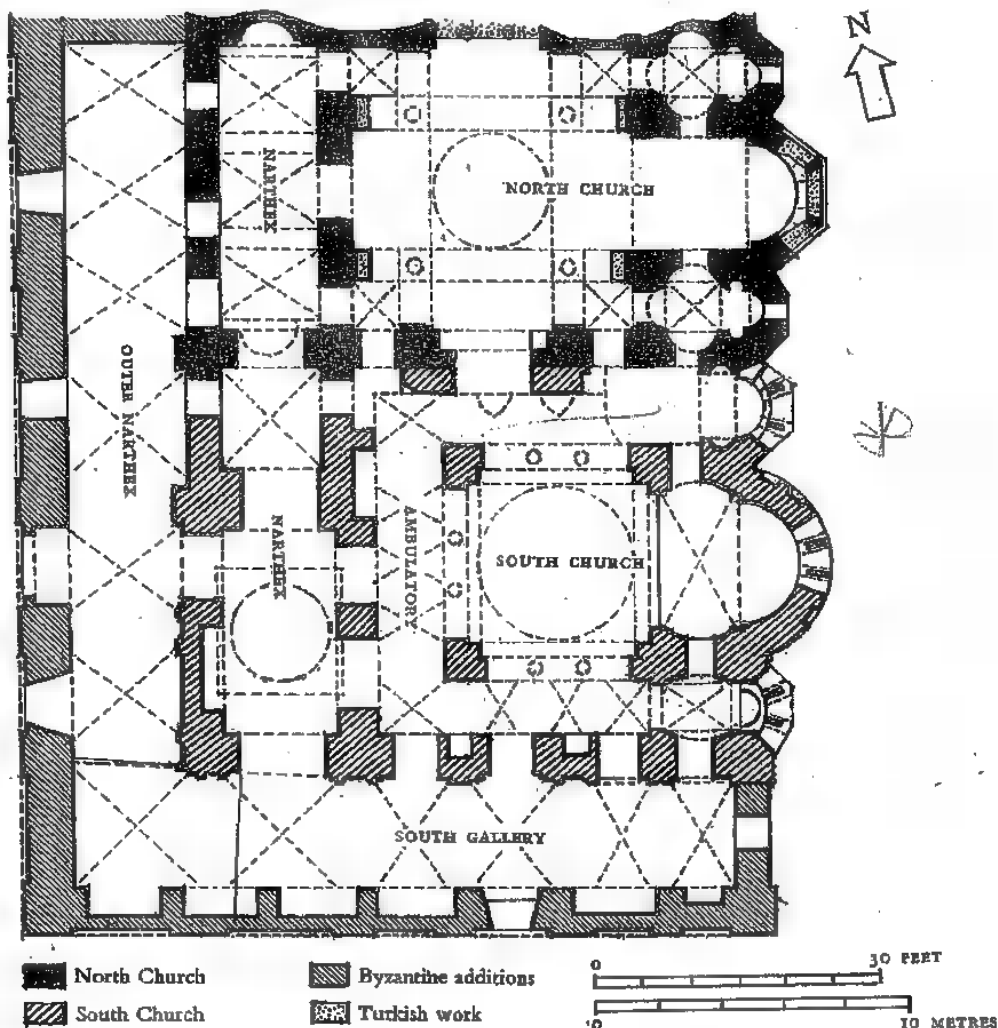 N
NARTHEX
NORTH CHURCH
OUTER NARTHEX
NARTHEX
AMBULATORY
SOUTH CHURCH
SOUTH GALLERY
North Church
South Church
Byzantine additions
Turkish work
0 30 FEET
10 METRES